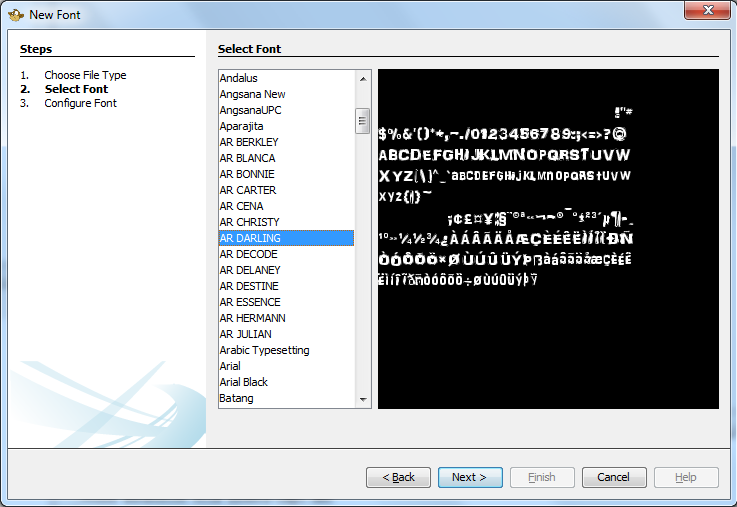 New Font
Steps
1. Choose File Type
2. Select Font
3. Configure Font
Select Font
Andalus
Angsana New
AngsanaUPC
Aparajita
AR BERKLEY
AR BLANCA
AR BONNIE
AR CARTER
AR CENA
AR CHRISTY
AR DARLING
AR DECODE
AR DELANEY
AR DESTINE
AR ESSENCE
AR HERMANN
AR JULIAN
Arabic Typesetting
Arial
Arial Black
Batang
!"#
$%&'()*+,-./0123456789:;<=>?@
ABCDEFGHIJKLMNOPQRSTUVW
XYZ[\]^_`ABCDEFGHIJKLMNOPQRSTUVW
XYZ{|}~
¡¢£¤¥¦§¨©ª«¬-®¯°±²³´µ¶·¸
¹º»¼½¾¿ÀÁÂÃÄÅÆÇÈÉÊËÌÍÎÏÐÑ
ÒÓÔÕÖ×ØÙÚÛÜÝÞßàáâãäåæçèéê
ëìíîïðñòóôõö÷øùúûüýþÿ
< Back
Next >
Finish
Cancel
Help